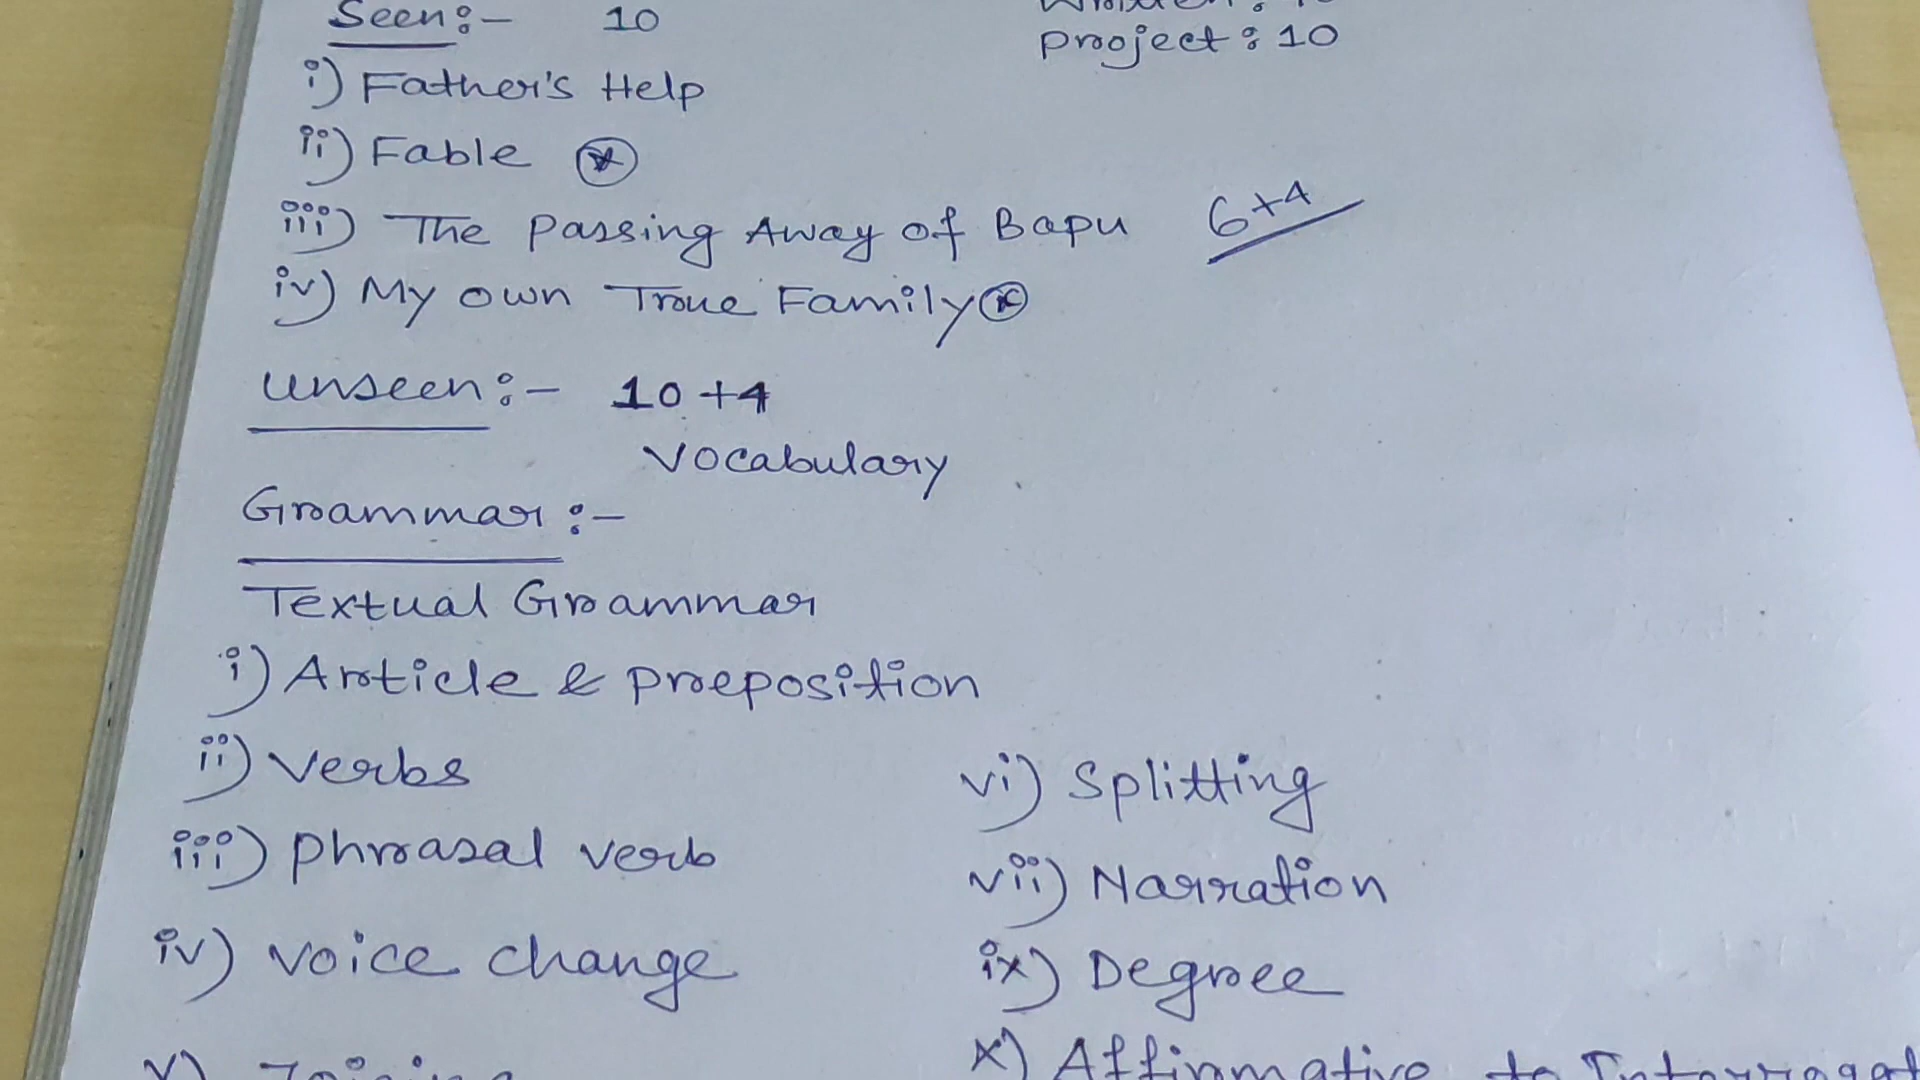 Seen:- 10
Project: 10
i) Father's Help
ii) Fable
iii) The Passing Away of Bapu 6+4
iv) My own True Family
Unseen:- 10+4
Vocabulary
Grammar:-
Textual Grammar
i) Article & Preposition
ii) Verbs
iii) Phrasal verb
iv) Voice change
vi) Splitting
vii) Narration
ix) Degree
x) Affirmative to